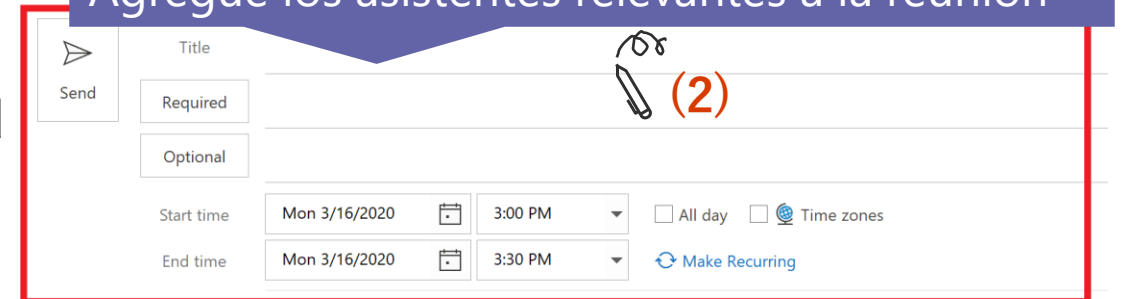 Agregue los asistentes relevantes a la reunión
Title
Send
(2)
Required
Optional
Start time Mon 3/16/2020 3:00 PM All day Time zones
End time Mon 3/16/2020 3:30 PM Make Recurring